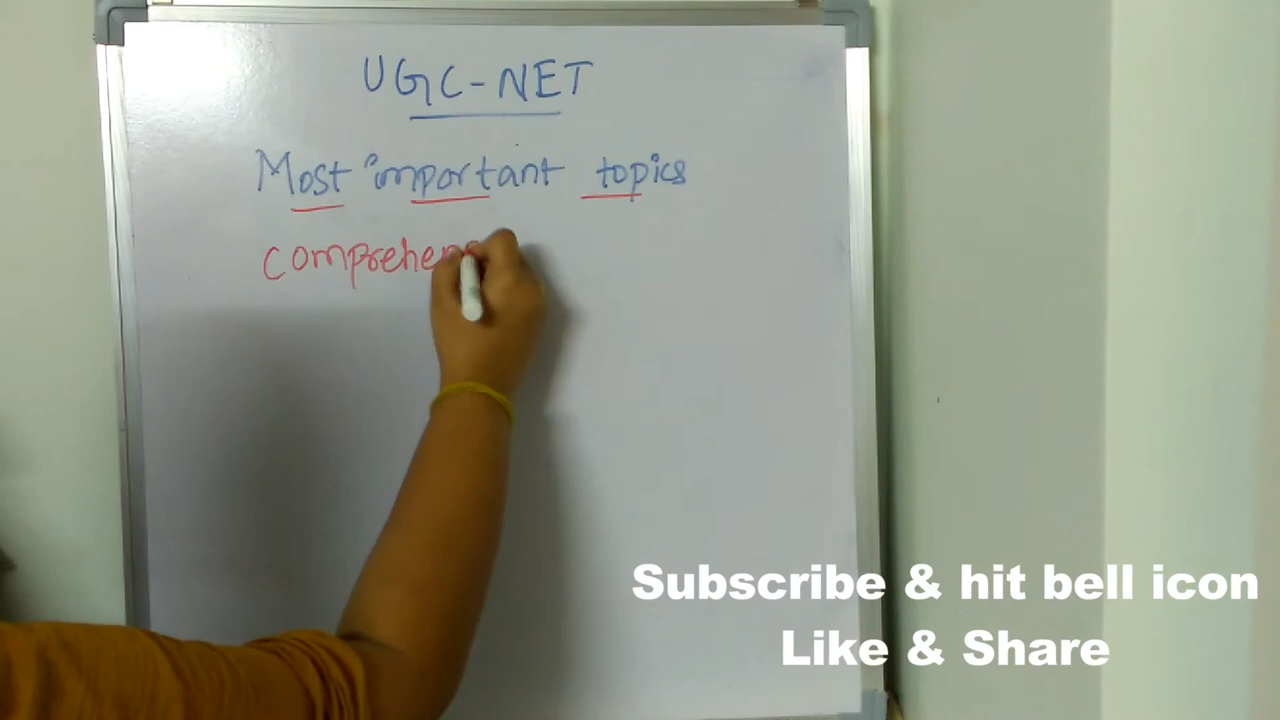 UGC-NET
Most important topics
Subscribe & hit bell icon
Like & Share